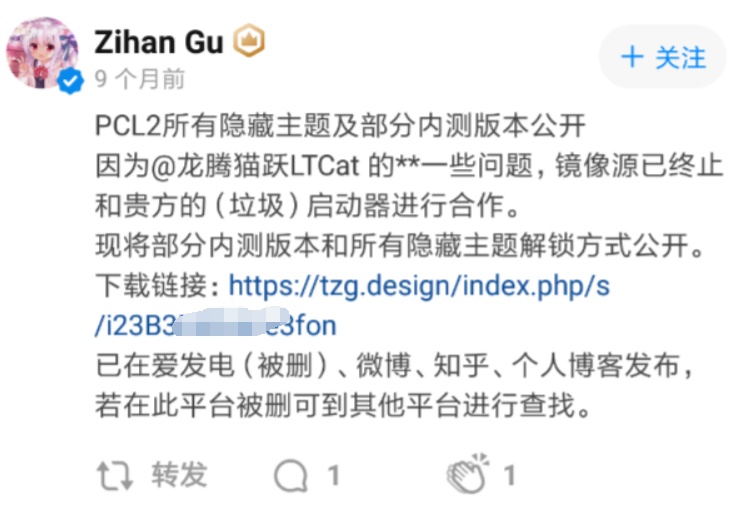 Zihan Gu
9 个月前
+ 关注
PCL2所有隐藏主题及部分内测版本公开
因为@龙腾猫跃LTCat 的**一些问题，镜像源已终止
和贵方的（垃圾）启动器进行合作。
现将部分内测版本和所有隐藏主题解锁方式公开。
下载链接：https://tzg.design/index.php/s
/i23B3 e3fon
已在爱发电（被删）、微博、知乎、个人博客发布，
若在此平台被删可到其他平台进行查找。
转发 1 1